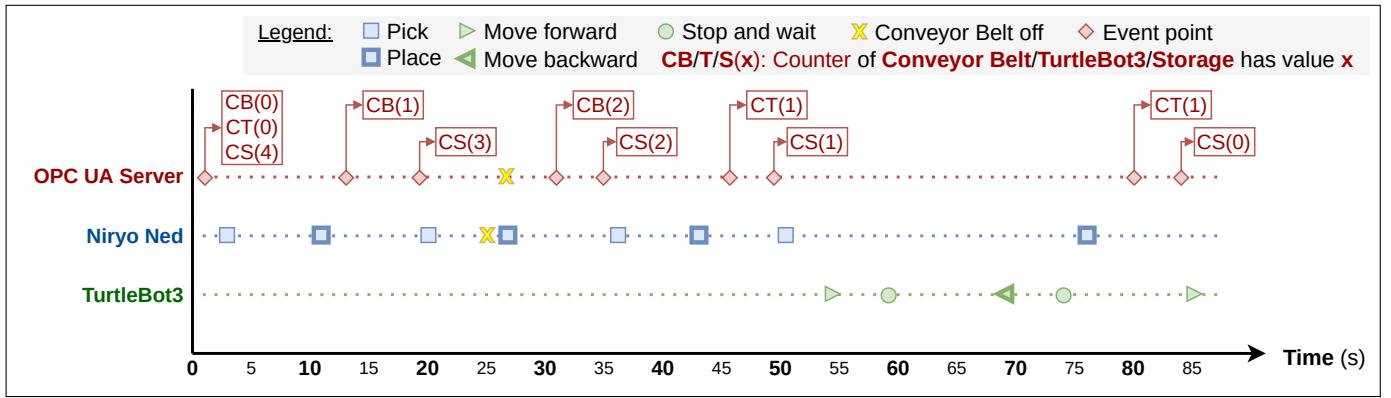 Legend: Pick Move forward Stop and wait Conveyor Belt off Event point
Place Move backward CB/T/S(x): Counter of Conveyor Belt/TurtleBot3/Storage has value x
CB(0)
CT(0)
CS(4)
CB(1)
CS(3)
CB(2)
CS(2)
CT(1)
CS(1)
CT(1)
CS(0)
OPC UA Server
Niryo Ned
TurtleBot3
0 5 10 15 20 25 30 35 40 45 50 55 60 65 70 75 80 85
Time (s)